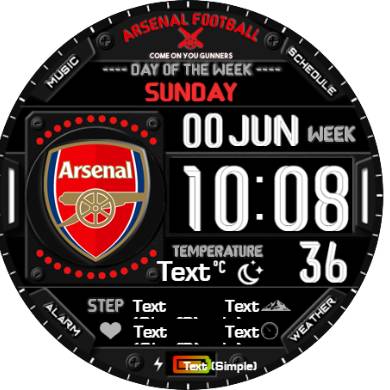 ARSENAL FOOTBALL
COME ON YOU GUNNERS
MUSIC
SCHEDULE
---- DAY OF THE WEEK ----
SUNDAY
00 JUN WEEK
Arsenal
10:08
TEMPERATURE
Text °C
36
STEP Text Text
Text Text
ALARM
WEATHER
Text (Simple)